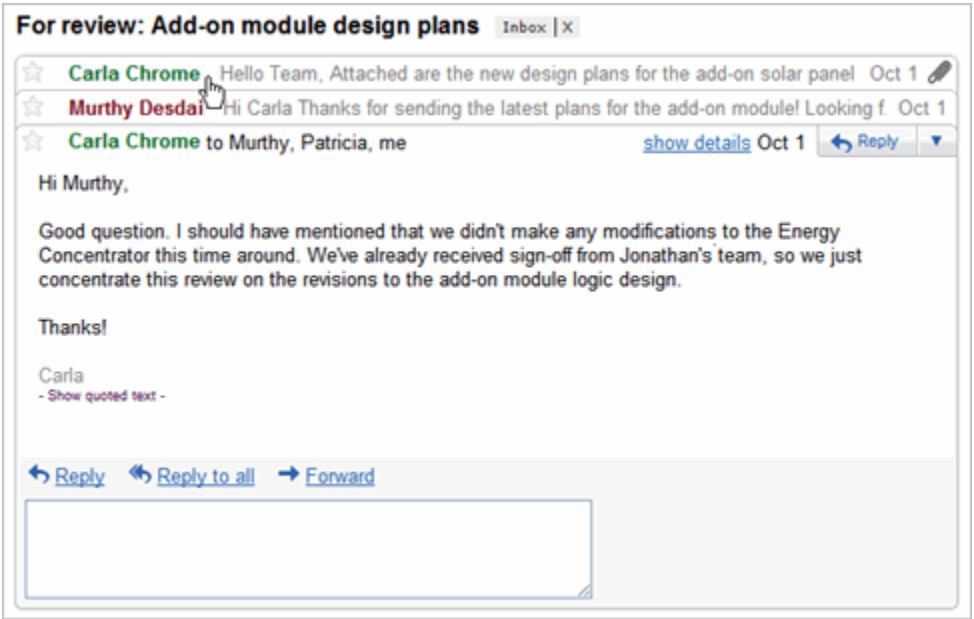 For review: Add-on module design plans Inbox | X
Carla Chrome Hello Team, Attached are the new design plans for the add-on solar panel Oct 1
Murthy Desdai Hi Carla Thanks for sending the latest plans for the add-on module! Looking f. Oct 1
Carla Chrome to Murthy, Patricia, me show details Oct 1 Reply
Hi Murthy,
Good question. I should have mentioned that we didn't make any modifications to the Energy
Concentrator this time around. We've already received sign-off from Jonathan's team, so we just
concentrate this review on the revisions to the add-on module logic design.
Thanks!
Carla
- Show quoted text -
Reply Reply to all Forward